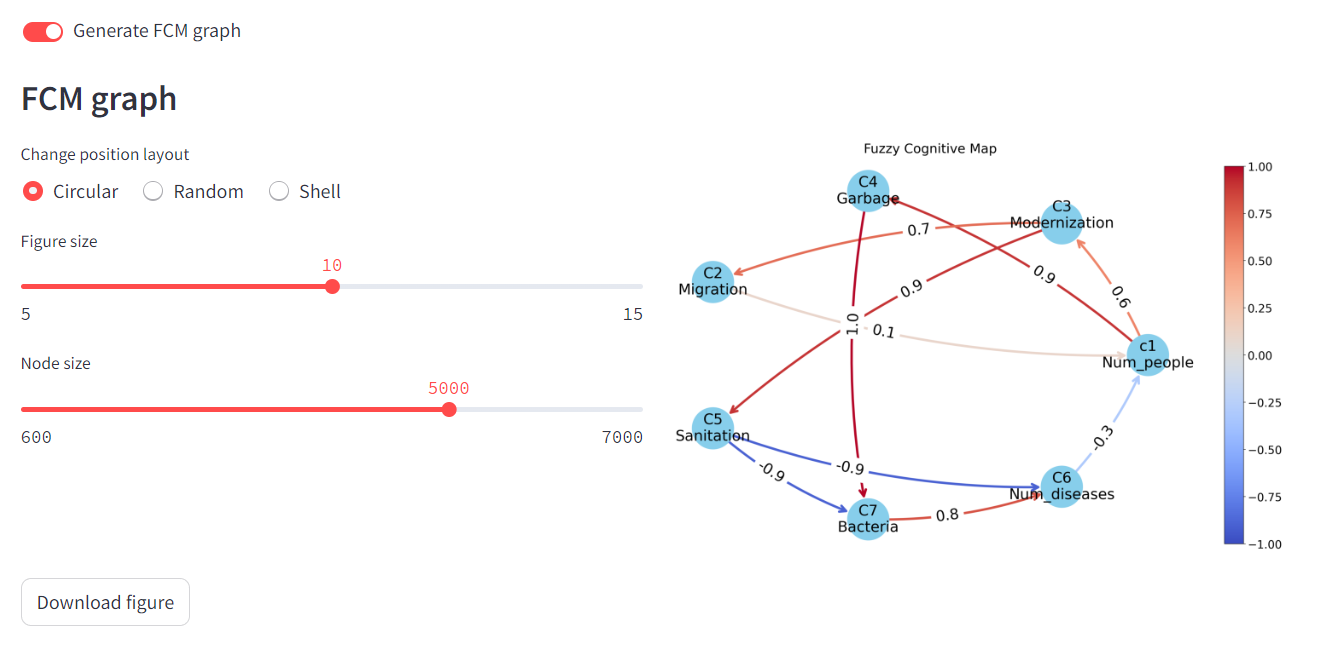 Generate FCM graph
FCM graph
Change position layout
Circular Random Shell
Figure size
10
5 15
Node size
5000
600 7000
Download figure
Fuzzy Cognitive Map
C4
Garbage
C3
Modernization
C2
Migration
c1
Num_people
C5
Sanitation
C6
Num_diseases
C7
Bacteria
0.7
0.9
0.9
0.6
1.0
0.1
-0.3
-0.9
-0.9
0.8
1.00
0.75
0.50
0.25
0.00
−0.25
−0.50
−0.75
−1.00